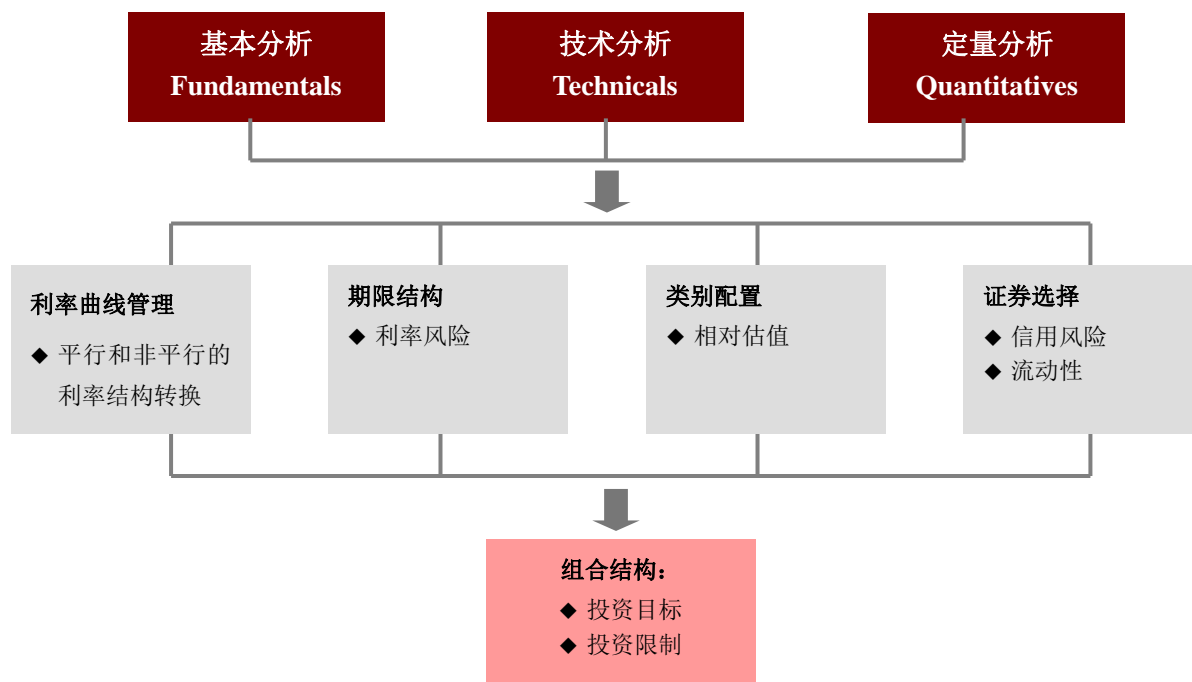 基本分析
Fundamentals
技术分析
Technicals
定量分析
Quantitatives
利率曲线管理
◆ 平行和非平行的
利率结构转换
期限结构
◆ 利率风险
类别配置
◆ 相对估值
证券选择
◆ 信用风险
◆ 流动性
组合结构：
◆ 投资目标
◆ 投资限制